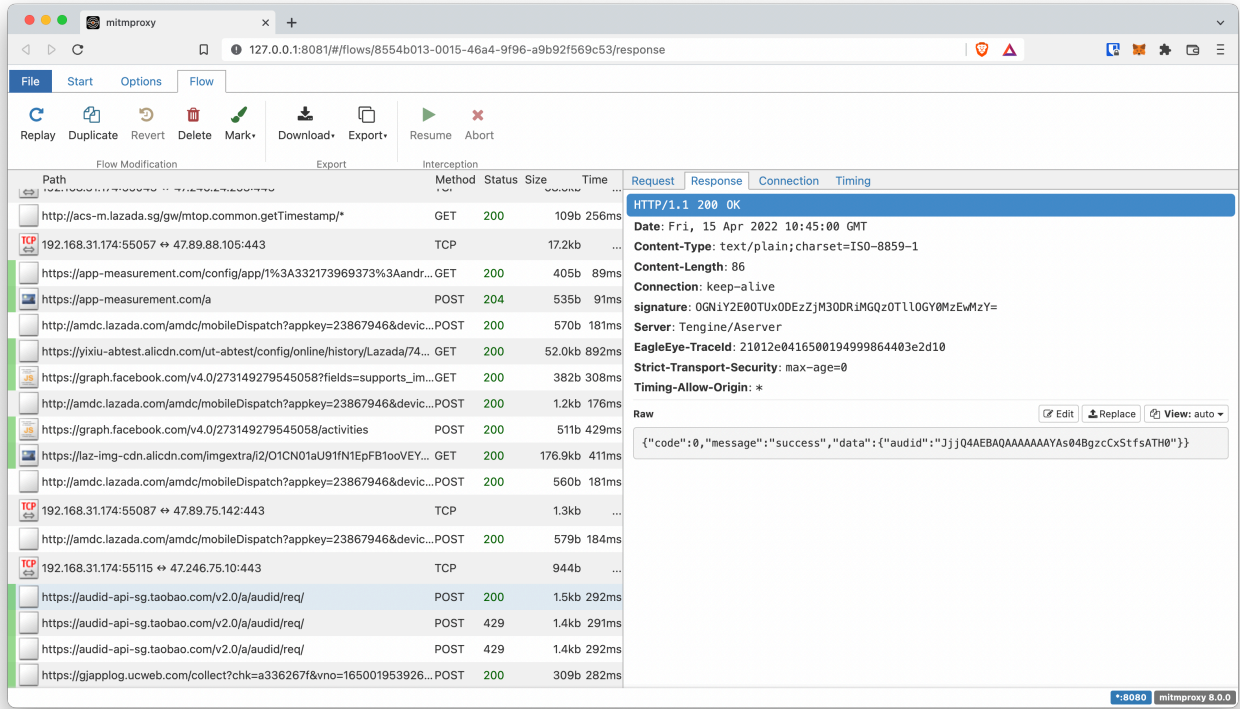 mitmproxy
127.0.0.1:8081/#/flows/8554b013-0015-46a4-9f96-a9b92f569c53/response
File Start Options Flow
Replay Duplicate Revert Delete Mark Download Export Resume Abort
Flow Modification Export Interception
Path Method Status Size Time
http://acs-m.lazada.sg/gw/mtop.common.getTimestamp/* GET 200 109b 256ms
TCP 192.168.31.174:55057 ↔ 47.89.88.105:443 TCP 17.2kb ...
https://app-measurement.com/config/app/1%3A332173969373%3Aandr... GET 200 405b 89ms
https://app-measurement.com/a POST 204 535b 91ms
http://amdc.lazada.com/amdc/mobileDispatch?appkey=23867946&devic... POST 200 570b 181ms
https://yixiu-abtest.alicdn.com/ut-abtest/config/online/history/Lazada/74... GET 200 52.0kb 892ms
JS https://graph.facebook.com/v4.0/273149279545058?fields=supports_im... GET 200 382b 308ms
http://amdc.lazada.com/amdc/mobileDispatch?appkey=23867946&devic... POST 200 1.2kb 176ms
JS https://graph.facebook.com/v4.0/273149279545058/activities POST 200 511b 429ms
https://laz-img-cdn.alicdn.com/imgextra/i2/O1CN01aU91fN1EpFB1ooVEY... GET 200 176.9kb 411ms
http://amdc.lazada.com/amdc/mobileDispatch?appkey=23867946&devic... POST 200 560b 181ms
TCP 192.168.31.174:55087 ↔ 47.89.75.142:443 TCP 1.3kb ...
http://amdc.lazada.com/amdc/mobileDispatch?appkey=23867946&devic... POST 200 579b 184ms
TCP 192.168.31.174:55115 ↔ 47.246.75.10:443 TCP 944b ...
https://audid-api-sg.taobao.com/v2.0/a/audid/req/ POST 200 1.5kb 292ms
https://audid-api-sg.taobao.com/v2.0/a/audid/req/ POST 429 1.4kb 291ms
https://audid-api-sg.taobao.com/v2.0/a/audid/req/ POST 429 1.4kb 292ms
https://gjapplog.ucweb.com/collect?chk=a336267f&vno=165001953926... POST 200 309b 282ms
Request Response Connection Timing
HTTP/1.1 200 OK
Date: Fri, 15 Apr 2022 10:45:00 GMT
Content-Type: text/plain;charset=ISO-8859-1
Content-Length: 86
Connection: keep-alive
signature: OGNiY2E0OTUxODEzZjM3ODRiMGQzOTllOGY0MzEwMzY=
Server: Tengine/Aserver
EagleEye-TraceId: 21012e0416500194999864403e2d10
Strict-Transport-Security: max-age=0
Timing-Allow-Origin: *
Raw Edit Replace View: auto
{"code":0,"message":"success","data":{"audid":"JjjQ4AEBAQAAAAAAYAs04BgzcCxStfsATH0"}}
*:8080 mitmproxy 8.0.0